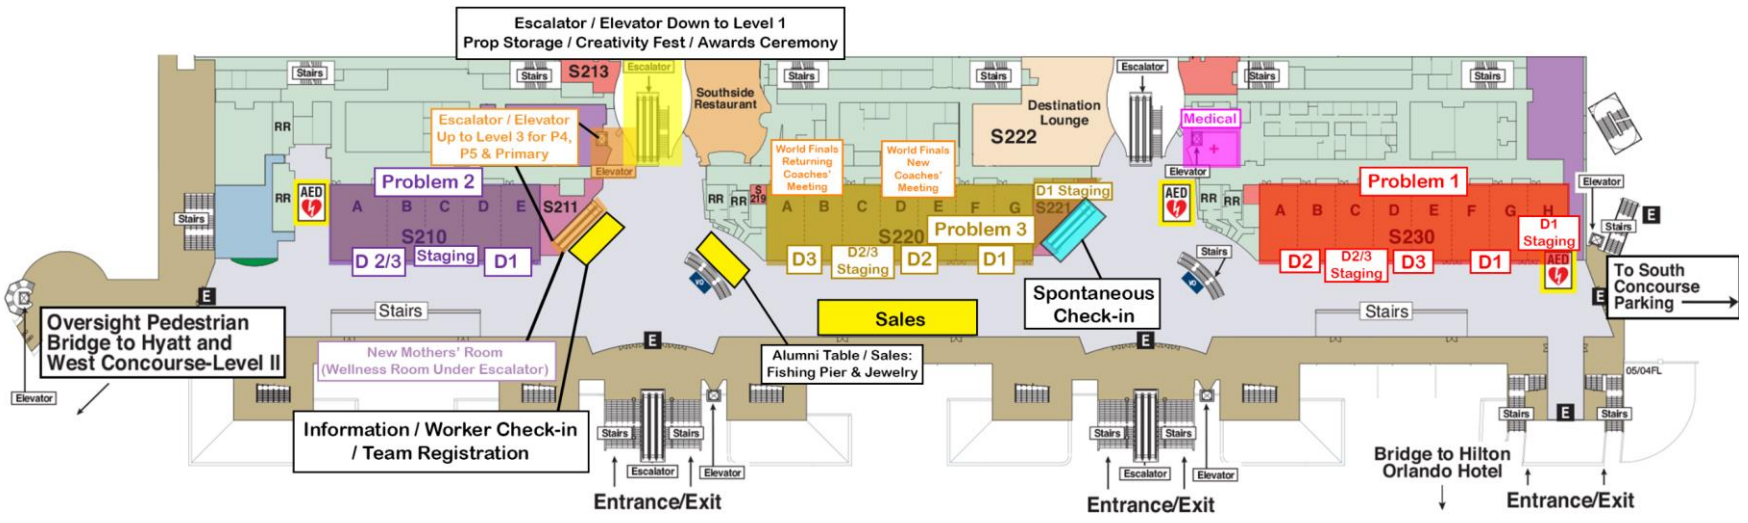 Escalator / Elevator Down to Level 1
Prop Storage / Creativity Fest / Awards Ceremony
Stairs
Stairs
S213
Escalator
Southside
Restaurant
Stairs
Stairs
Destination
Lounge
S222
Escalator
Stairs
Stairs
Medical
+
RR
RR
Escalator / Elevator
Up to Level 3 for P4,
P5 & Primary
Elevator
World Finals
Returning
Coaches'
Meeting
World Finals
New
Coaches'
Meeting
Elevator
Elevator
Stairs
AED
Problem 2
A B C D E
S211
S210
D 2/3
Staging
D1
RR
RR
S
219
A B C D E F G
S220
Problem 3
D1 Staging
S221
D3
D2/3
Staging
D2
D1
AED
RR
RR
Stairs
Problem 1
A B C D E F G H
S230
D2
D2/3
Staging
D3
D1
D1
Staging
AED
Stairs
Stairs
E
E
E
E
E
E
To South
Concourse
Parking
Oversight Pedestrian
Bridge to Hyatt and
West Concourse-Level II
Elevator
Stairs
Sales
Spontaneous
Check-in
Stairs
New Mothers' Room
(Wellness Room Under Escalator)
Alumni Table / Sales:
Fishing Pier & Jewelry
05/04FL
Information / Worker Check-in
/ Team Registration
Stairs
Stairs
Escalator
Elevator
Entrance/Exit
Stairs
Stairs
Escalator
Elevator
Entrance/Exit
Bridge to Hilton
Orlando Hotel
Stairs
Stairs
Entrance/Exit